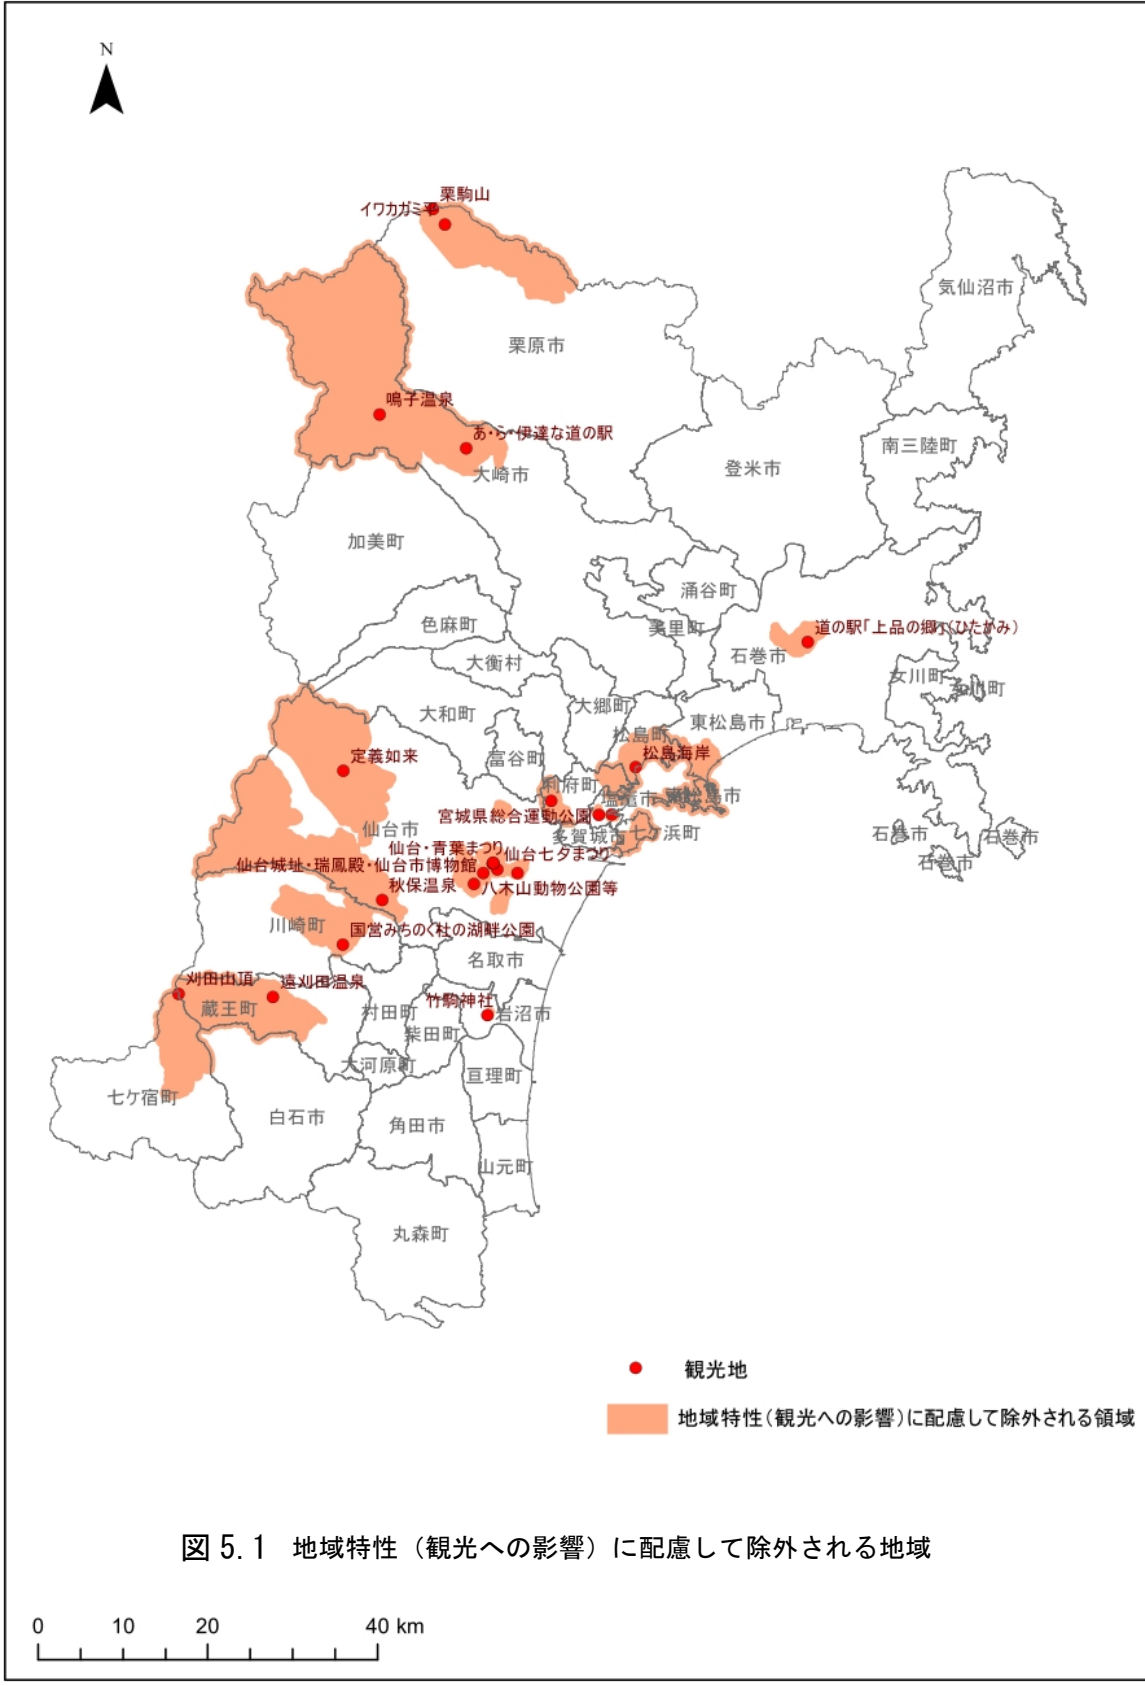 N
栗駒山
イワカガミ平
気仙沼市
栗原市
鳴子温泉
あ・ら・伊達な道の駅
大崎市
南三陸町
登米市
加美町
涌谷町
色麻町
美里町
道の駅「上品の郷」(ひたかみ)
石巻市
大衡村
女川町
女川町
大和町
大郷町
東松島市
松島町
富谷町
定義如来
松島海岸
利府町
塩竈市
東松島市
宮城県総合運動公園
仙台市
多賀城市
七ケ浜町
石巻市
石巻市
石巻市
仙台・青葉まつり
仙台七夕まつり
仙台城址・瑞鳳殿・仙台市博物館
秋保温泉
八木山動物公園等
川崎町
国営みちのく杜の湖畔公園
名取市
刈田山頂
遠刈田温泉
蔵王町
竹駒神社
村田町
岩沼市
柴田町
大河原町
亘理町
七ケ宿町
白石市
角田市
山元町
丸森町
観光地
地域特性(観光への影響)に配慮して除外される領域
図 5.1 地域特性（観光への影響）に配慮して除外される地域
0 10 20 40 km